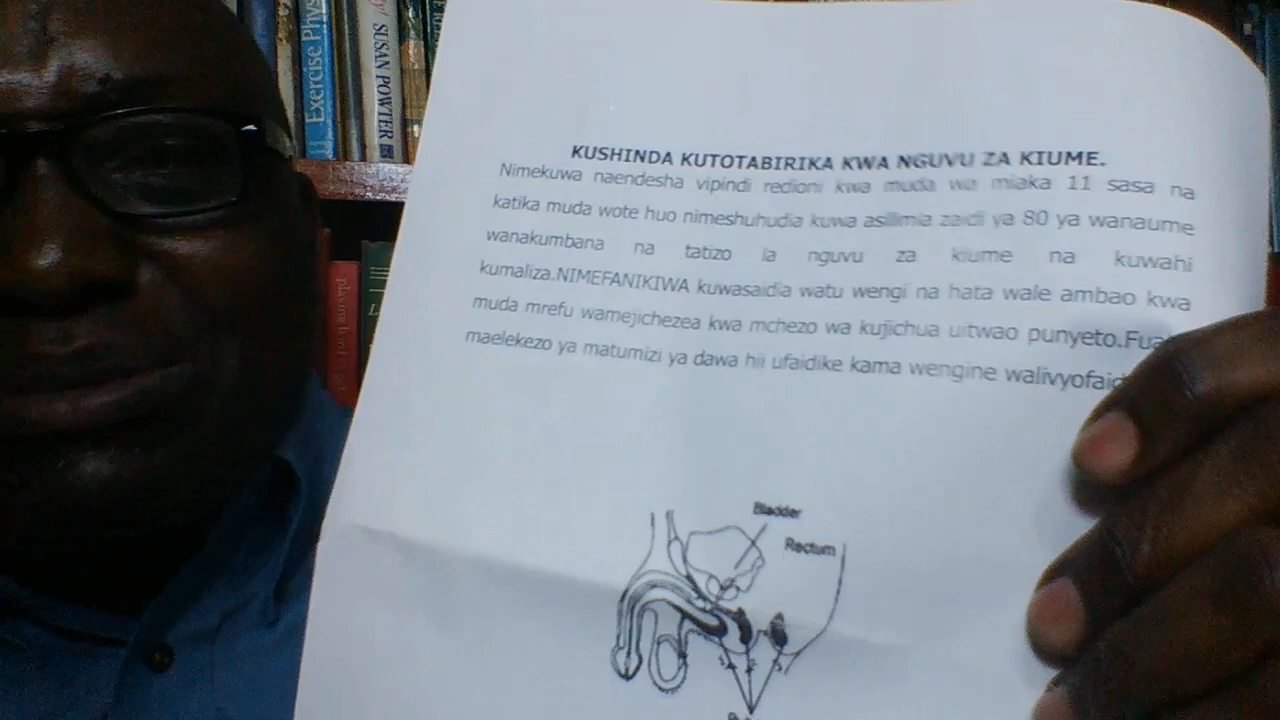 Exercise Phys
SUSAN POWTER
KUSHINDA KUTOTABIRIKA KWA NGUVU ZA KIUME.
Nimekuwa naendesha vipindi redioni kwa muda wa miaka 11 sasa na
katika muda wote huo nimeshuhudia kuwa asilimia zaidi ya 80 ya wanaume
wanakumbana na tatizo la nguvu za kiume na kuwahi
kumaliza.NIMEFANIKIWA kuwasaidia watu wengi na hata wale ambao kwa
muda mrefu wamejichezea kwa mchezo wa kujichua uitwao punyeto.Fuat
maelekezo ya matumizi ya dawa hii ufaidike kama wengine walivyofaid
Bladder
Rectum